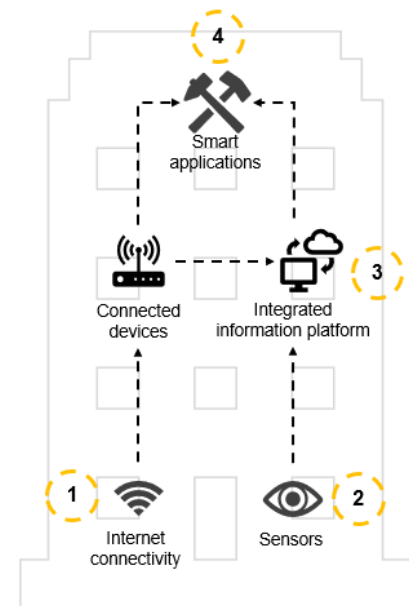 4
Smart
applications
Connected
devices
Integrated
information platform
3
1
Internet
connectivity
Sensors
2